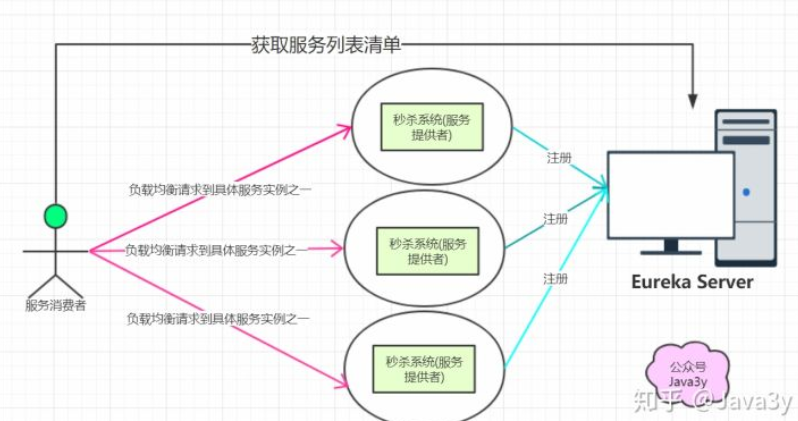 获取服务列表清单
秒杀系统(服务
提供者)
注册
负载均衡请求到具体服务实例之一
秒杀系统(服务
提供者)
注册
负载均衡请求到具体服务实例之一
注册
Eureka Server
服务消费者
负载均衡请求到具体服务实例之一
秒杀系统(服务
提供者)
公众号
Java3y
知乎 @Java3y